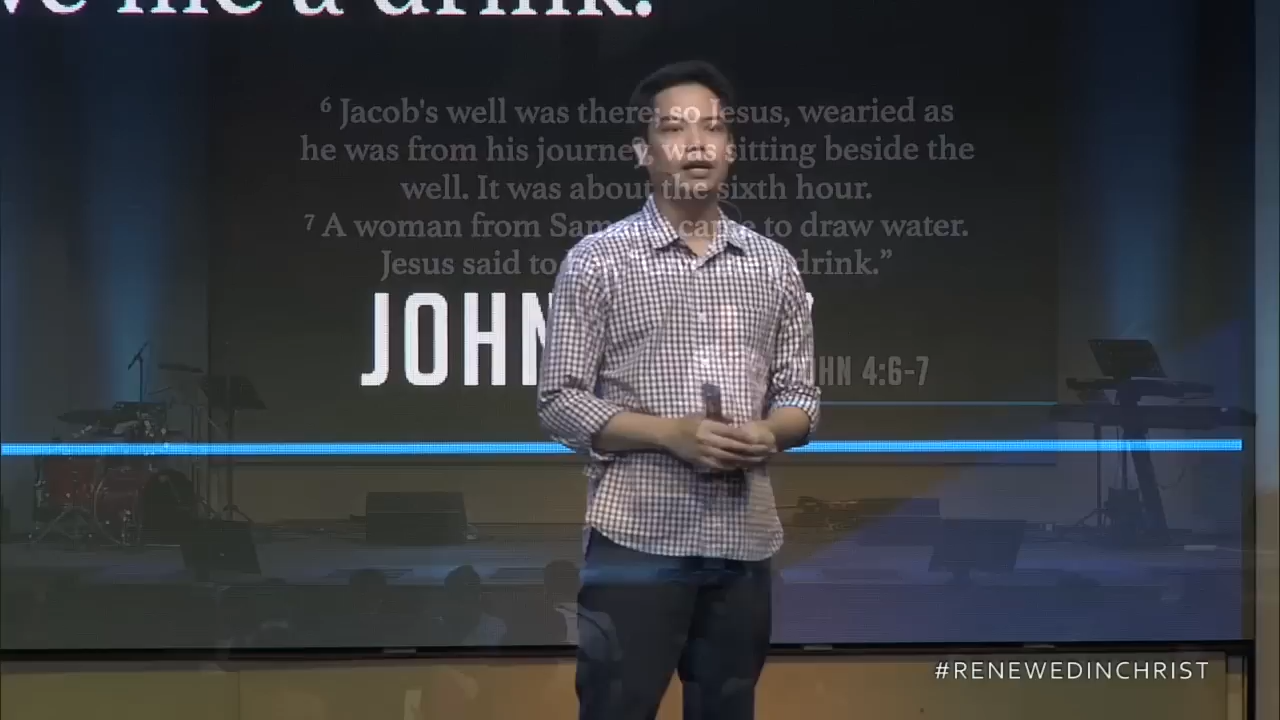 ve me a drink.
6 Jacob's well was there; so Jesus, wearied as
he was from his journey, was sitting beside the
well. It was about the sixth hour.
7 A woman from Sam came to draw water.
Jesus said to drink.”
JOHN
OHN 4:6-7
#RENEWEDINCHRIST